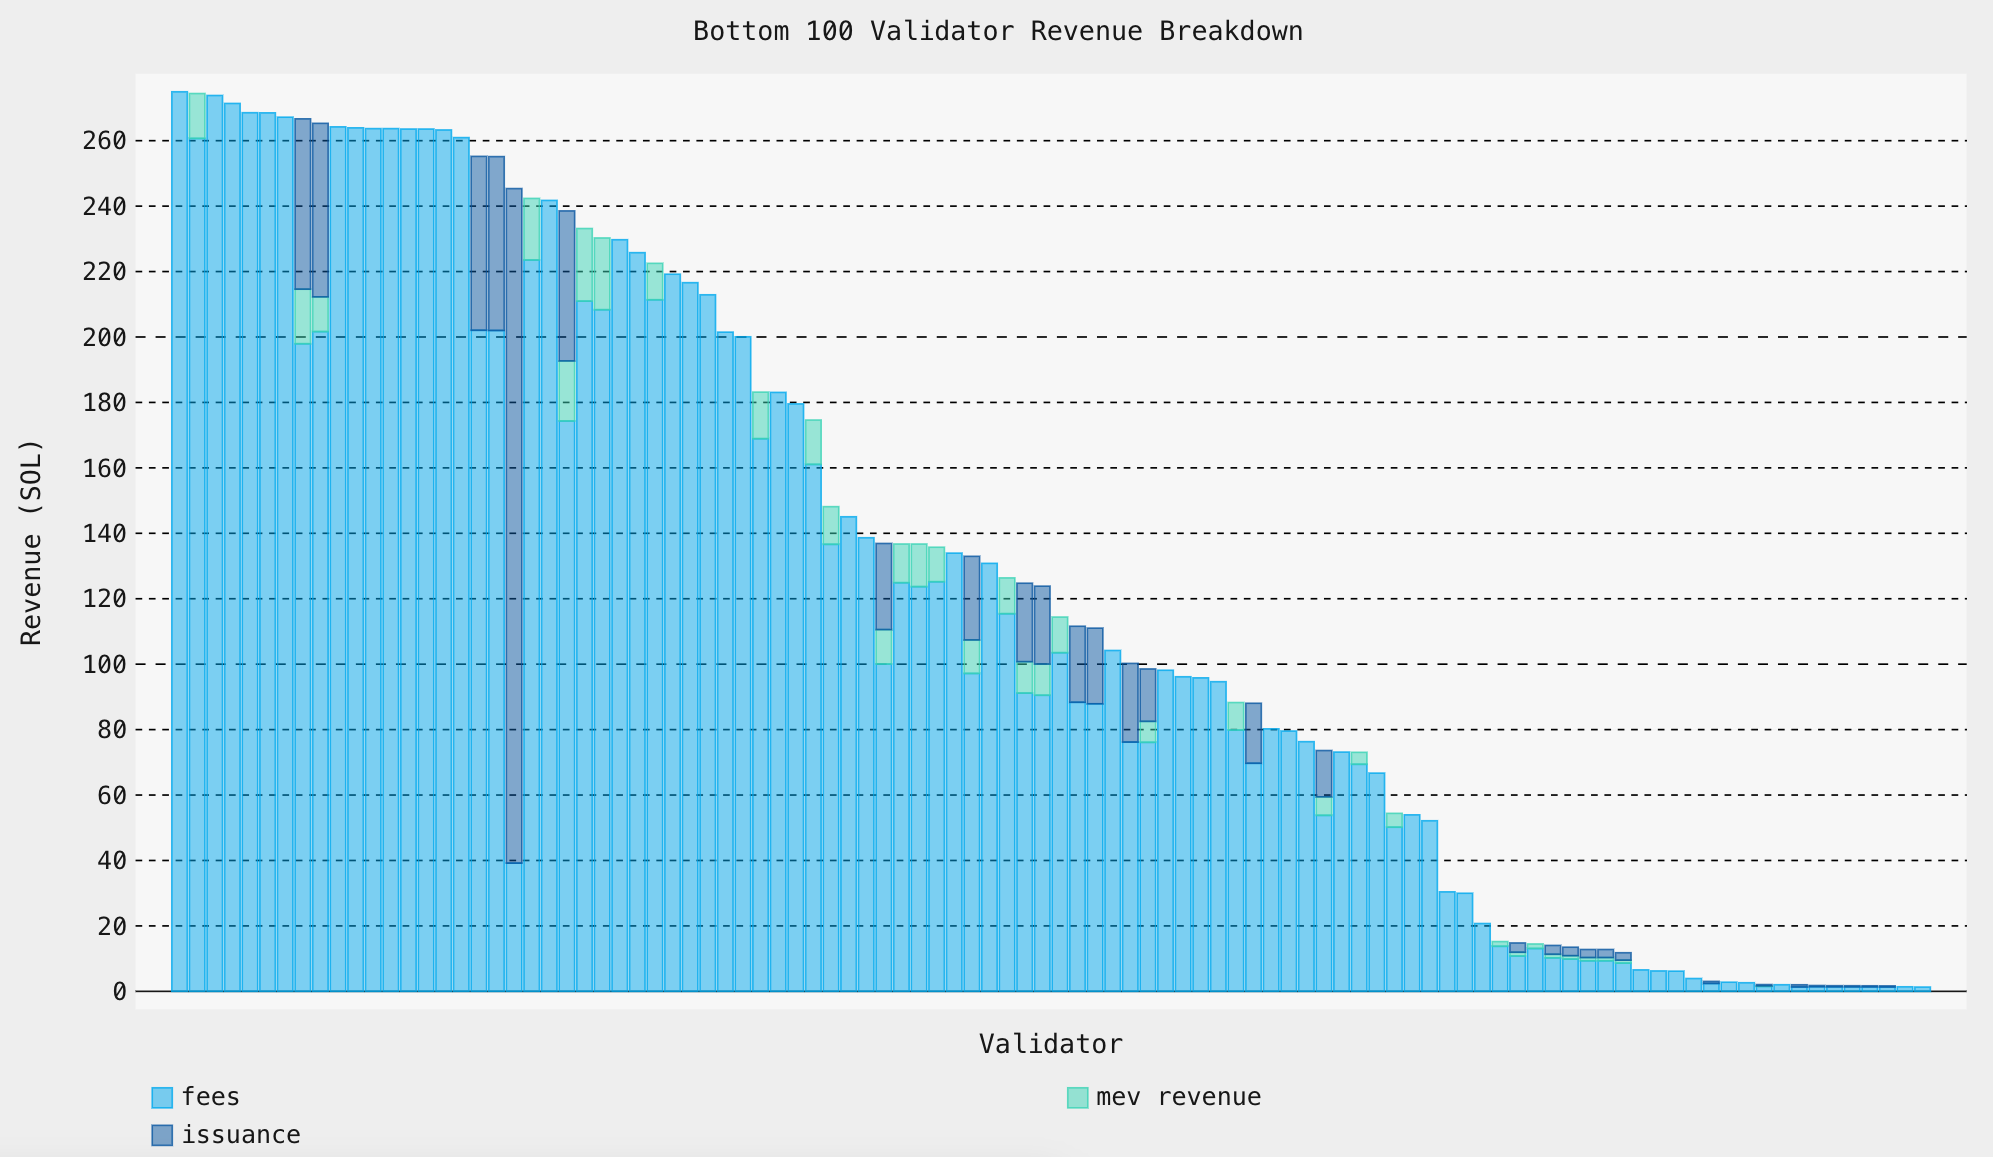 Bottom 100 Validator Revenue Breakdown
Revenue (SOL)
260
240
220
200
180
160
140
120
100
80
60
40
20
0
Validator
fees
mev revenue
issuance